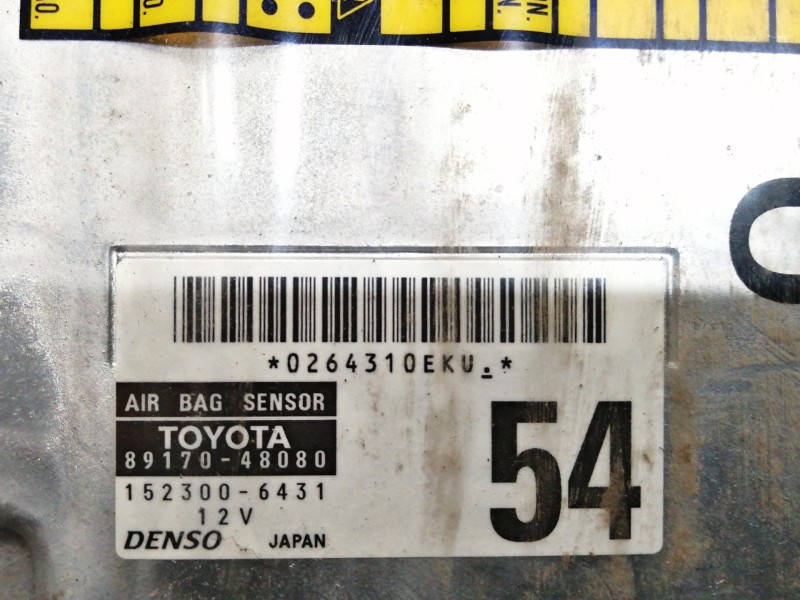 *0264310EKU.*
AIR BAG SENSOR
TOYOTA
89170-48080
152300-6431
12V
DENSO JAPAN
54